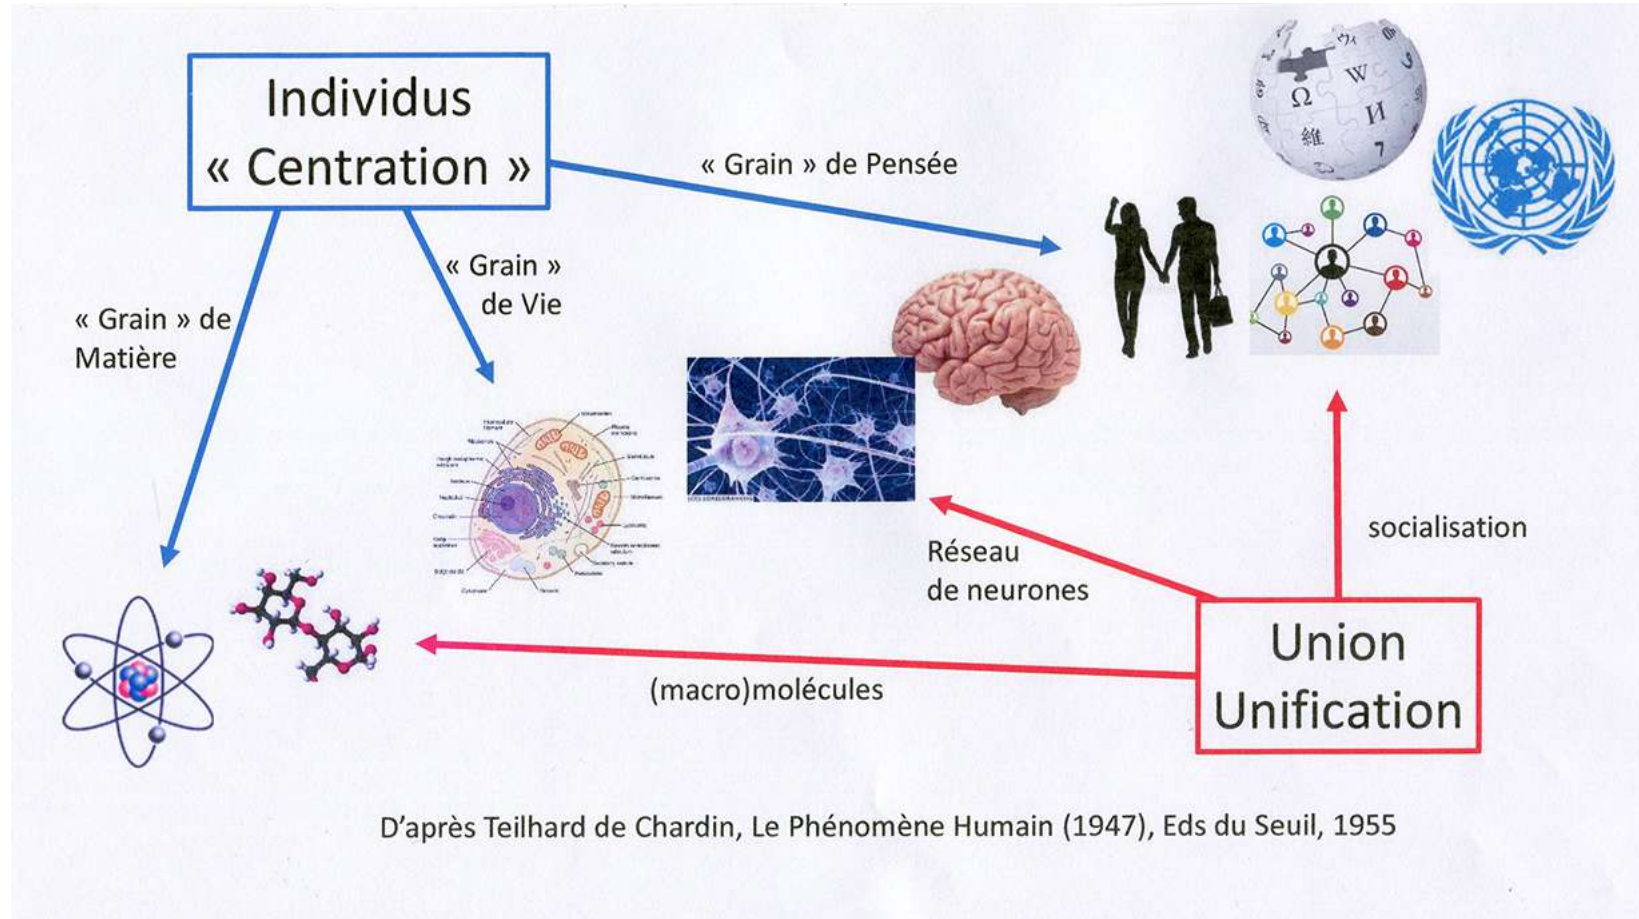 Individus
« Centration »
« Grain » de Pensée
Ω
W
И
維
« Grain »
de Vie
« Grain » de
Matière
Réseau
de neurones
socialisation
(macro)molécules
Union
Unification
D'après Teilhard de Chardin, Le Phénomène Humain (1947), Eds du Seuil, 1955